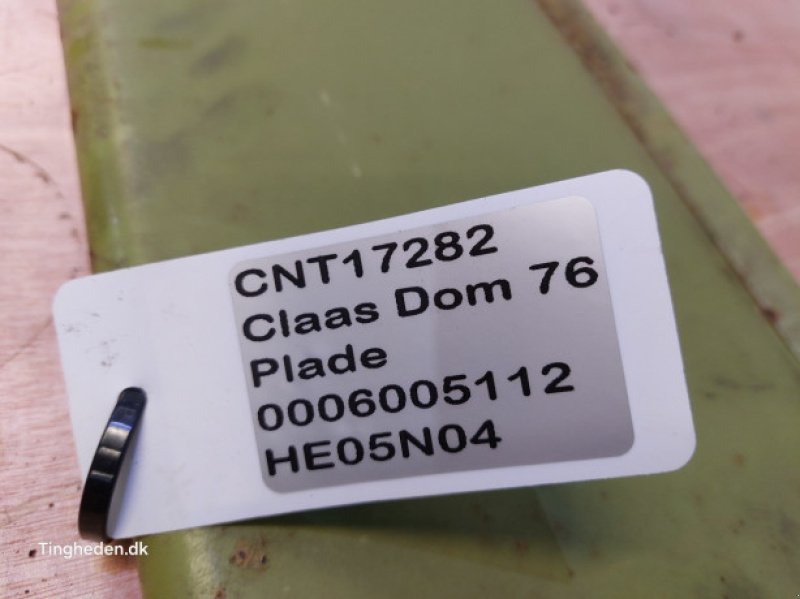 CNT17282
Claas Dom 76
Plade
0006005112
HE05N04
Tingheden.dk